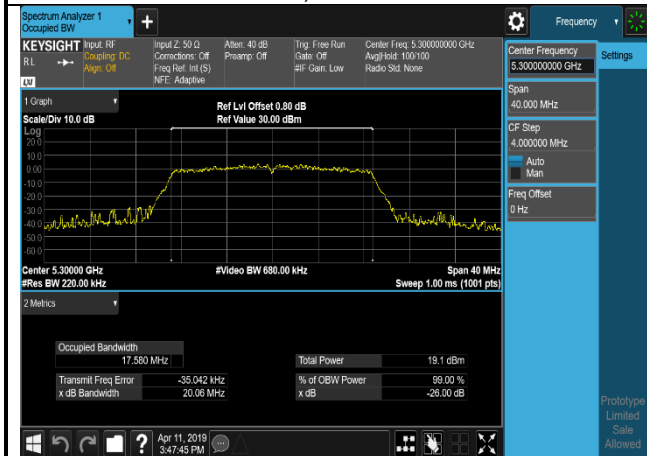 Spectrum Analyzer 1
Occupied BW
+
Frequency
KEYSIGHT
RL
LXI
Input: RF
Coupling: DC
Align: Off
Input Z: 50 Ω
Corrections: Off
Freq Ref: Int (S)
NFE: Adaptive
Atten: 40 dB
Preamp: Off
Trig: Free Run
Gate: Off
#IF Gain: Low
Center Freq: 5.300000000 GHz
Avg|Hold: 100/100
Radio Std: None
Center Frequency
5.300000000 GHz
Settings
Span
40.000 MHz
CF Step
4.000000 MHz
Auto
Man
Freq Offset
0 Hz
1 Graph
Scale/Div 10.0 dB
Ref Lvl Offset 0.80 dB
Ref Value 30.00 dBm
Log
20.0
10.0
0.00
-10.0
-20.0
-30.0
-40.0
-50.0
-60.0
Center 5.30000 GHz
#Video BW 680.00 kHz
Span 40 MHz
#Res BW 220.00 kHz
Sweep 1.00 ms (1001 pts)
2 Metrics
Occupied Bandwidth
17.580 MHz
Total Power 19.1 dBm
Transmit Freq Error -35.042 kHz
% of OBW Power 99.00 %
x dB Bandwidth 20.06 MHz
x dB -26.00 dB
Prototype
Limited
Sale
Allowed
?
Apr 11, 2019
3:47:45 PM